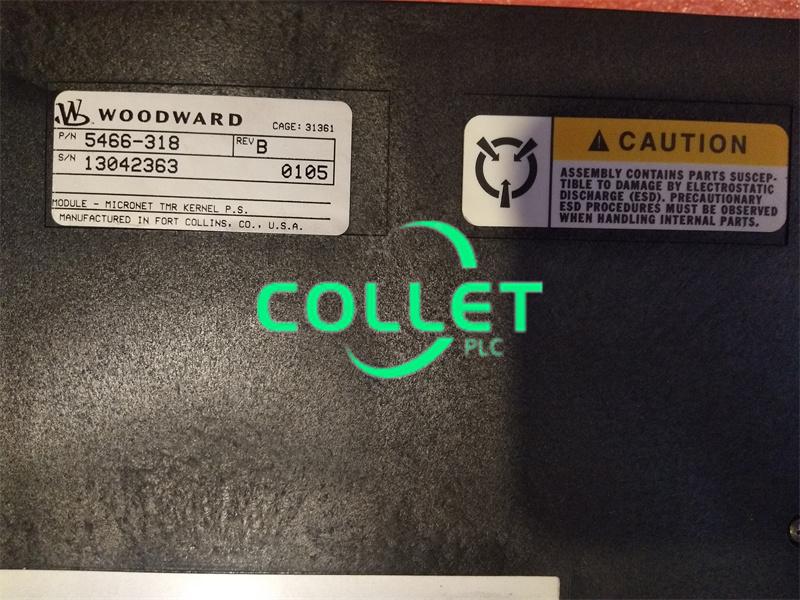 WOODWARD
CAGE: 31361
P/N 5466-318 REV B
S/N 13042363 0105
MODULE - MICRONET TMR KERNEL P.S.
MANUFACTURED IN FORT COLLINS, CO., U.S.A.
CAUTION
ASSEMBLY CONTAINS PARTS SUSCEP-
TIBLE TO DAMAGE BY ELECTROSTATIC
DISCHARGE (ESD). PRECAUTIONARY
ESD PROCEDURES MUST BE OBSERVED
WHEN HANDLING INTERNAL PARTS.
COLLET
PLC